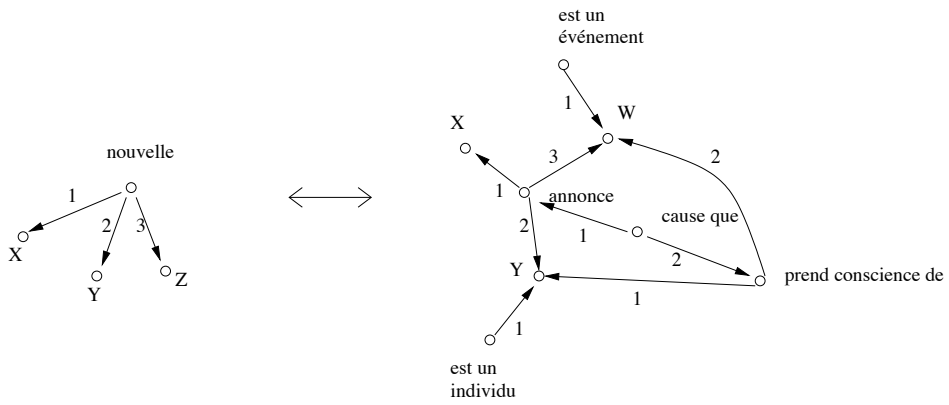 est un
événement
1
W
X
nouvelle
3
2
1
1
annonce
2
3
2
cause que
1
X
Y
2
prend conscience de
Y
Z
1
1
est un
individu